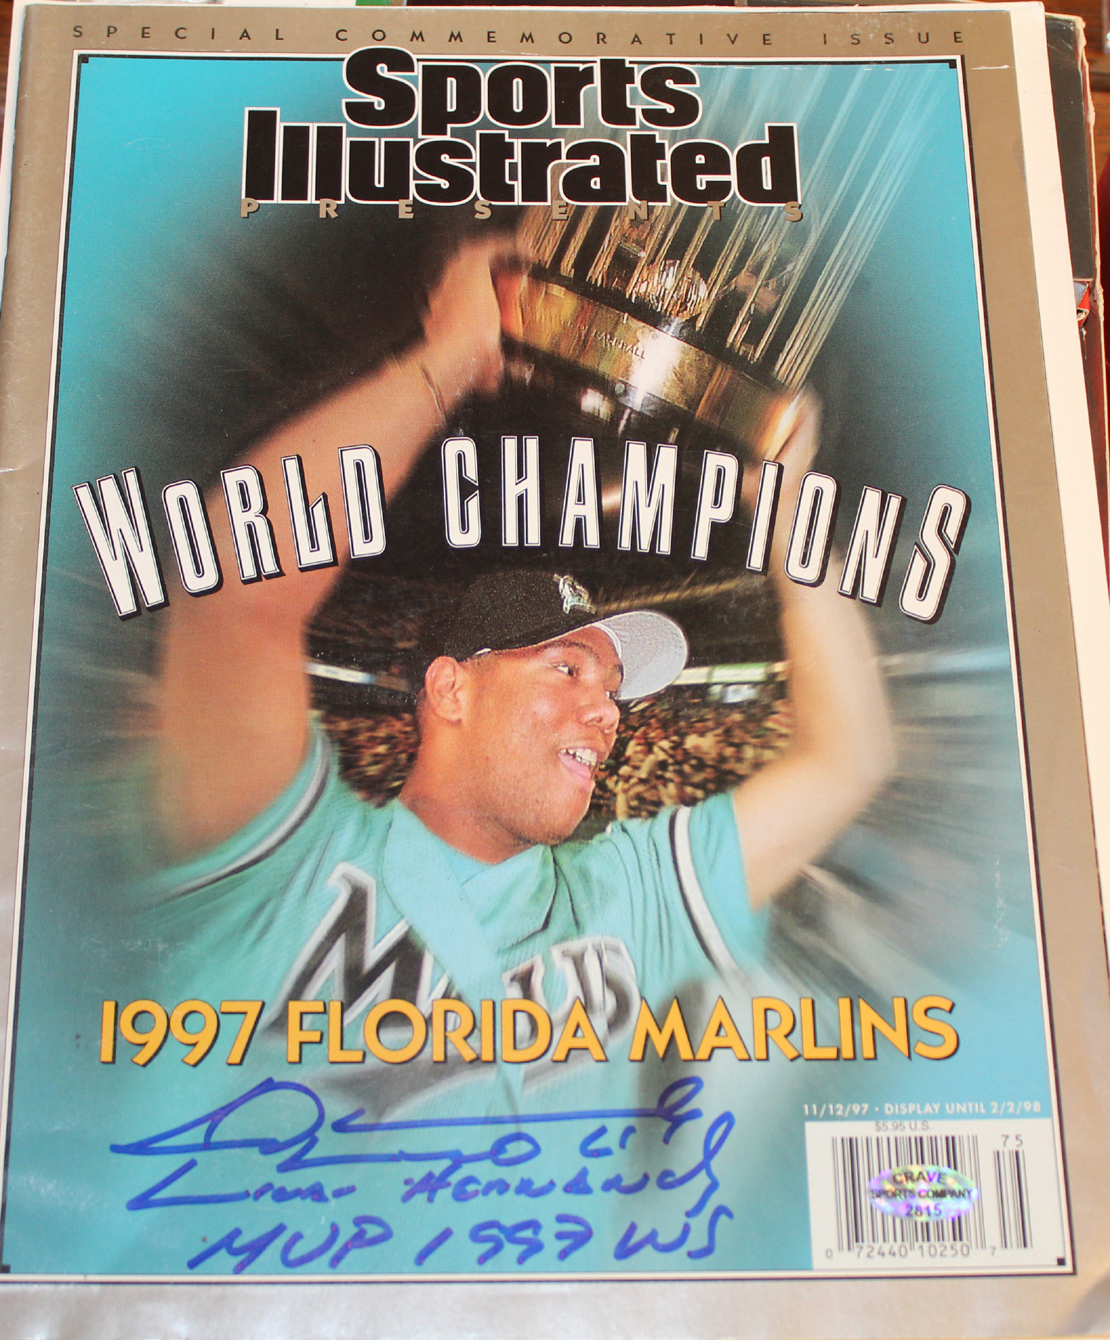 SPECIAL COMMEMORATIVE ISSUE
Sports
Illustrated
PRESENTS
WORLD CHAMPIONS
1997 FLORIDA MARLINS
11/12/97 · DISPLAY UNTIL 2/2/98
$5.95 U.S.
75
CRAVE
SPORTS COMPANY
2815
0 72440 10250 7
Hernandez
MVP 1997 WS